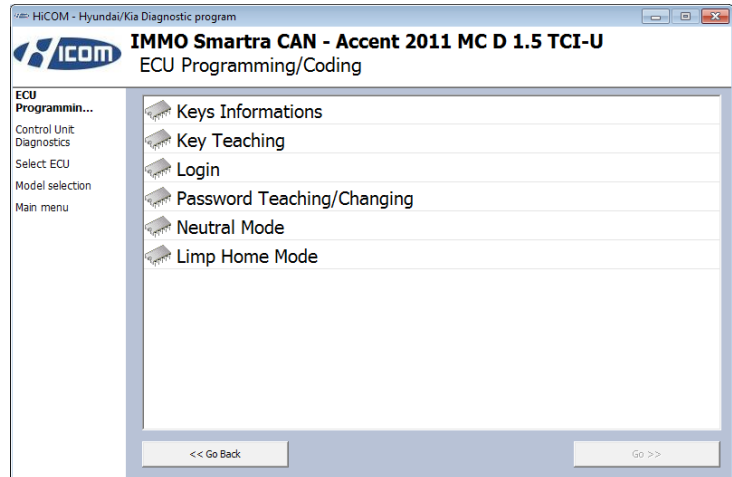 HiCOM - Hyundai/Kia Diagnostic program
HICOM
IMMO Smartra CAN - Accent 2011 MC D 1.5 TCI-U
ECU Programming/Coding
ECU
Programmin...
Control Unit
Diagnostics
Select ECU
Model selection
Main menu
Keys Informations
Key Teaching
Login
Password Teaching/Changing
Neutral Mode
Limp Home Mode
<< Go Back
Go >>